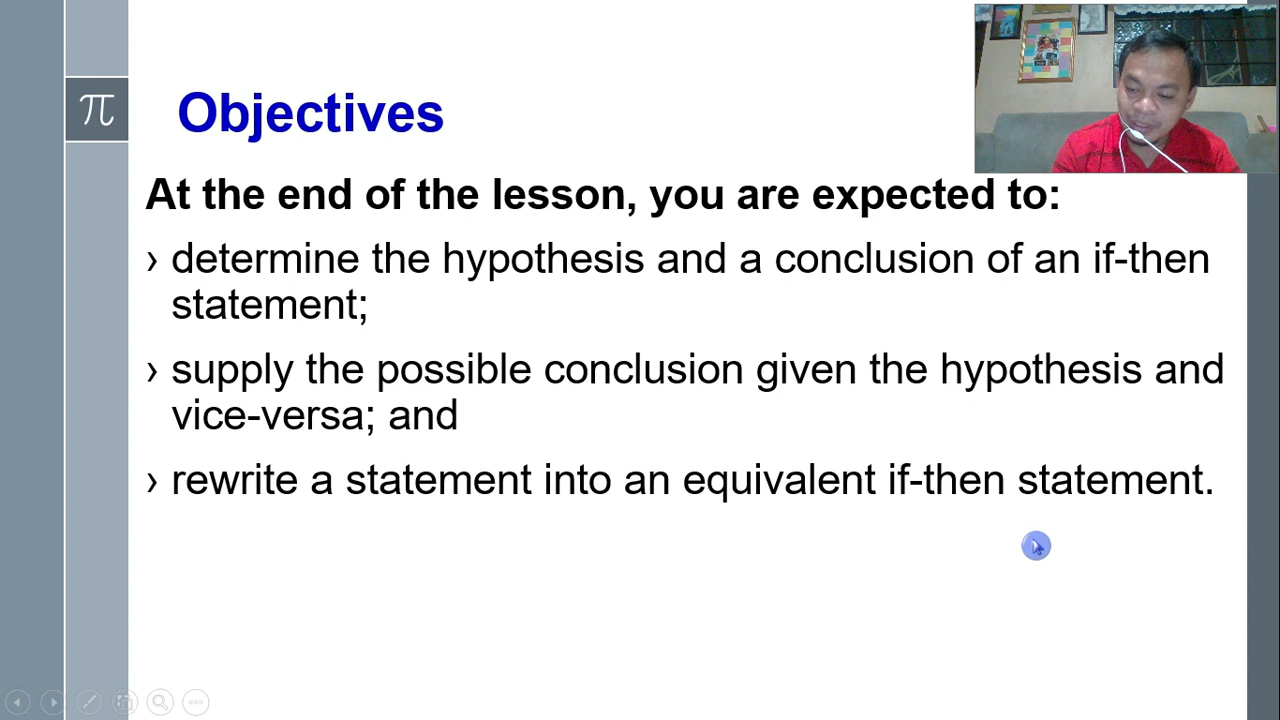 π
Objectives
At the end of the lesson, you are expected to:
› determine the hypothesis and a conclusion of an if-then
statement;
› supply the possible conclusion given the hypothesis and
vice-versa; and
› rewrite a statement into an equivalent if-then statement.